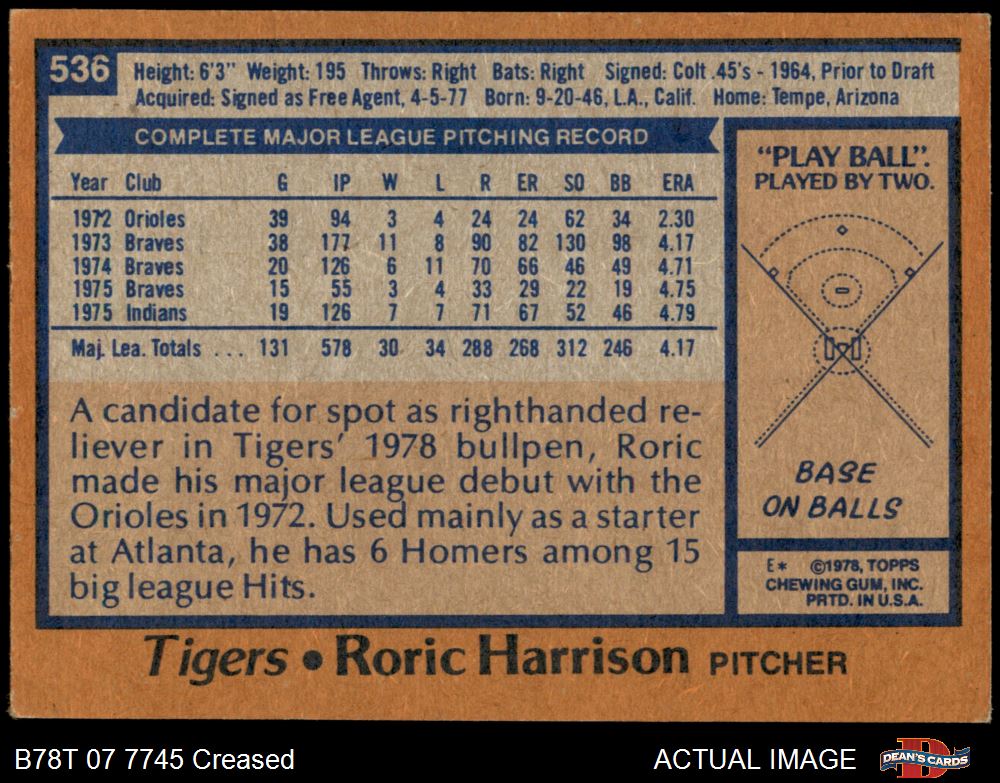 536
Height: 6'3" Weight: 195 Throws: Right Bats: Right Signed: Colt .45's - 1964, Prior to Draft
Acquired: Signed as Free Agent, 4-5-77 Born: 9-20-46, L.A., Calif. Home: Tempe, Arizona
COMPLETE MAJOR LEAGUE PITCHING RECORD
Year Club G IP W L R ER SO BB ERA
1972 Orioles 39 94 3 4 24 24 62 34 2.30
1973 Braves 38 177 11 8 90 82 130 98 4.17
1974 Braves 20 126 6 11 70 66 46 49 4.71
1975 Braves 15 55 3 4 33 29 22 19 4.75
1975 Indians 19 126 7 7 71 67 52 46 4.79
Maj. Lea. Totals ... 131 578 30 34 288 268 312 246 4.17
A candidate for spot as righthanded re-
liever in Tigers' 1978 bullpen, Roric
made his major league debut with the
Orioles in 1972. Used mainly as a starter
at Atlanta, he has 6 Homers among 15
big league Hits.
"PLAY BALL".
PLAYED BY TWO.
BASE
ON BALLS
E* ©1978, TOPPS
CHEWING GUM, INC.
PRTD. IN U.S.A.
Tigers • Roric Harrison PITCHER
B78T 07 7745 Creased
ACTUAL IMAGE
DEAN'S CARDS